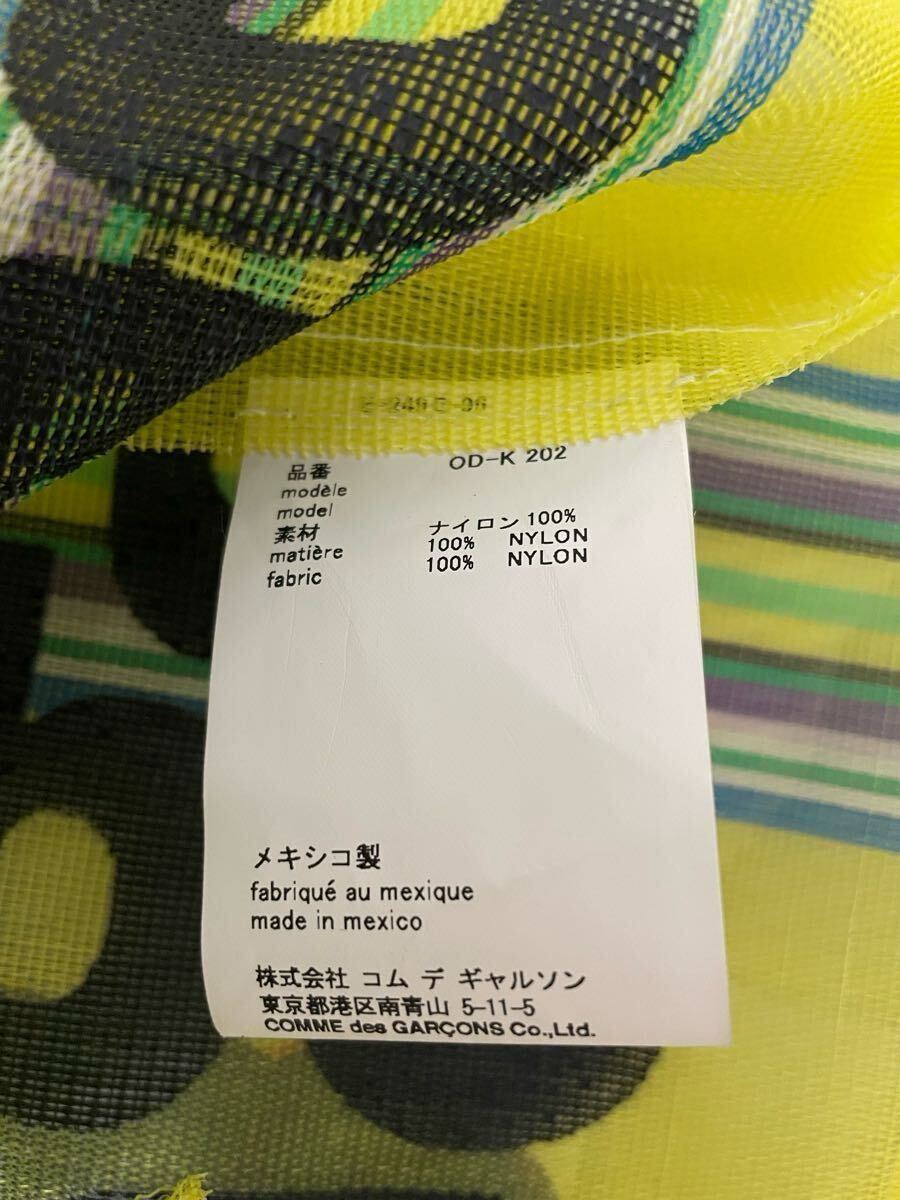 品番 OD-K 202
modèle
model
素材 ナイロン 100%
matière 100% NYLON
fabric 100% NYLON
メキシコ製
fabriqué au mexique
made in mexico
株式会社 コム デ ギャルソン
東京都港区南青山 5-11-5
COMME des GARÇONS Co.,Ltd.